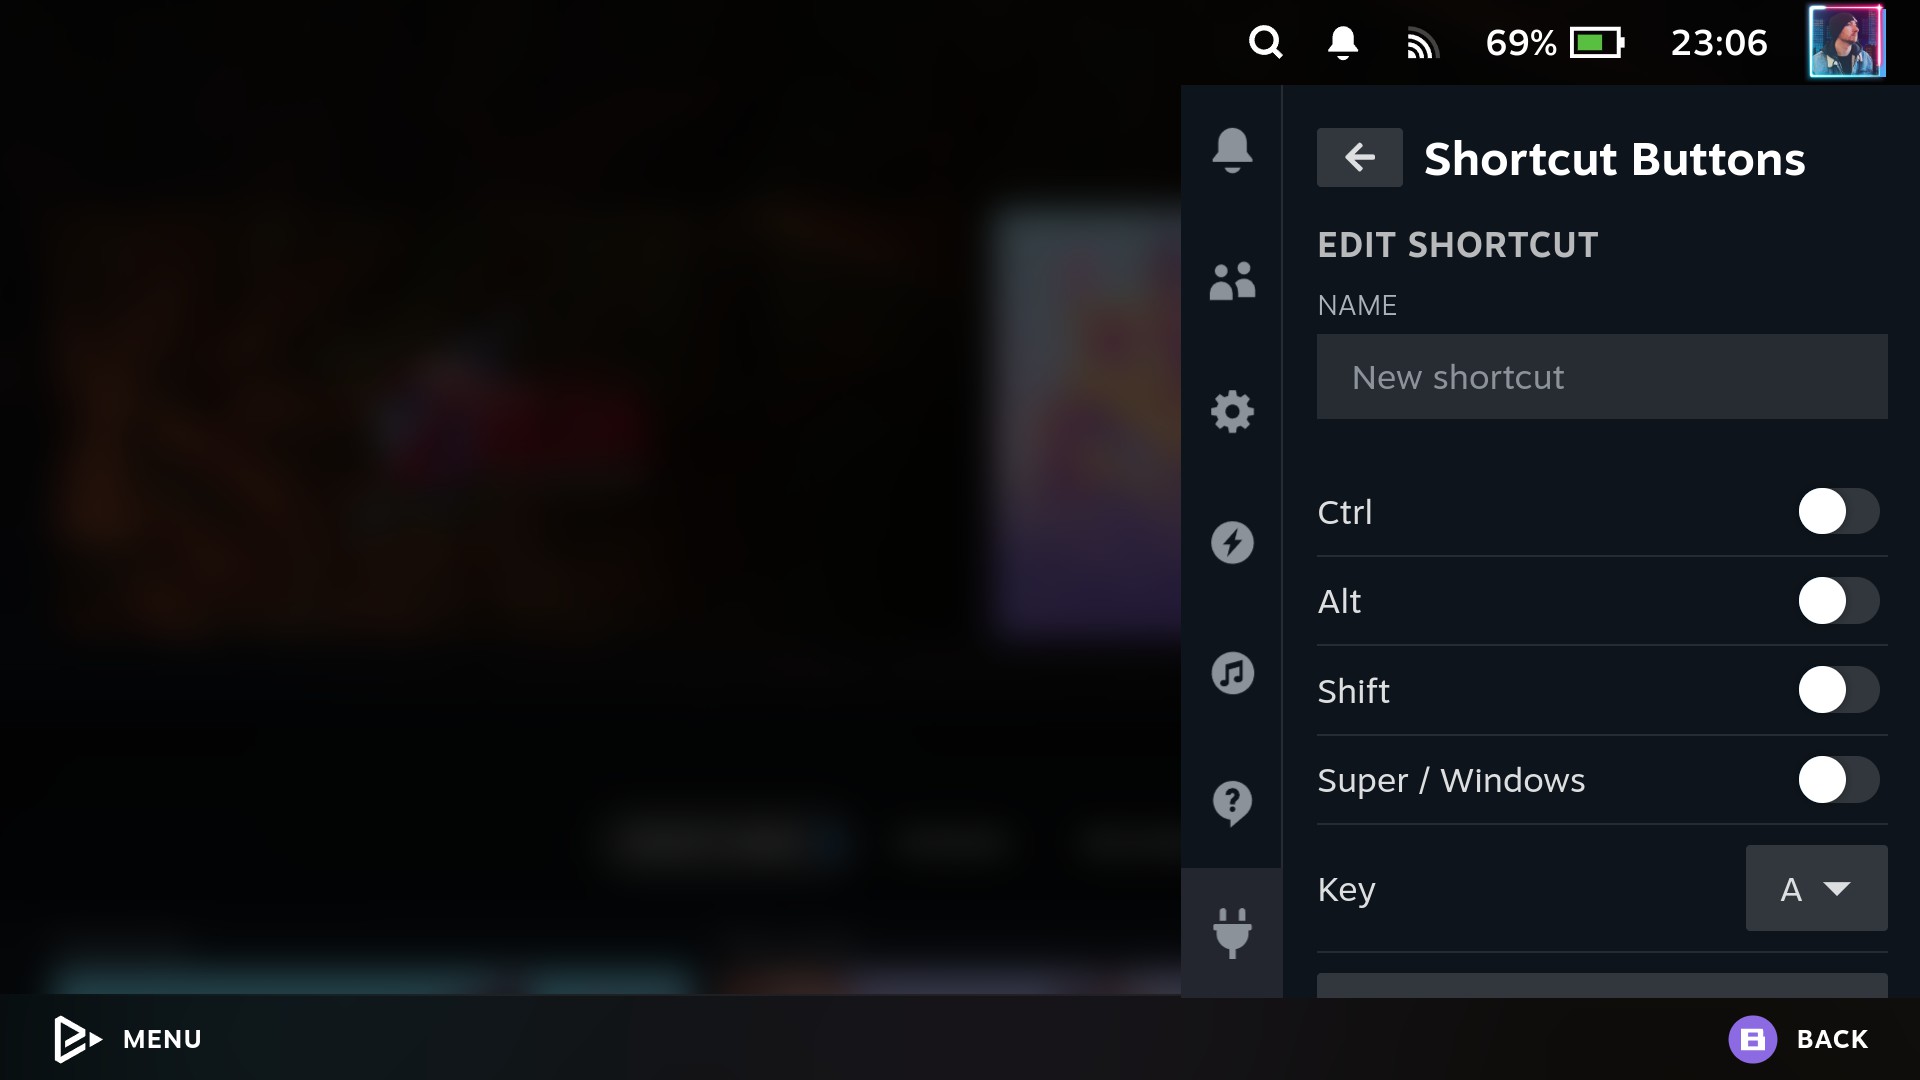 69%
23:06
Shortcut Buttons
EDIT SHORTCUT
NAME
New shortcut
Ctrl
Alt
Shift
Super / Windows
Key
A
MENU
B BACK